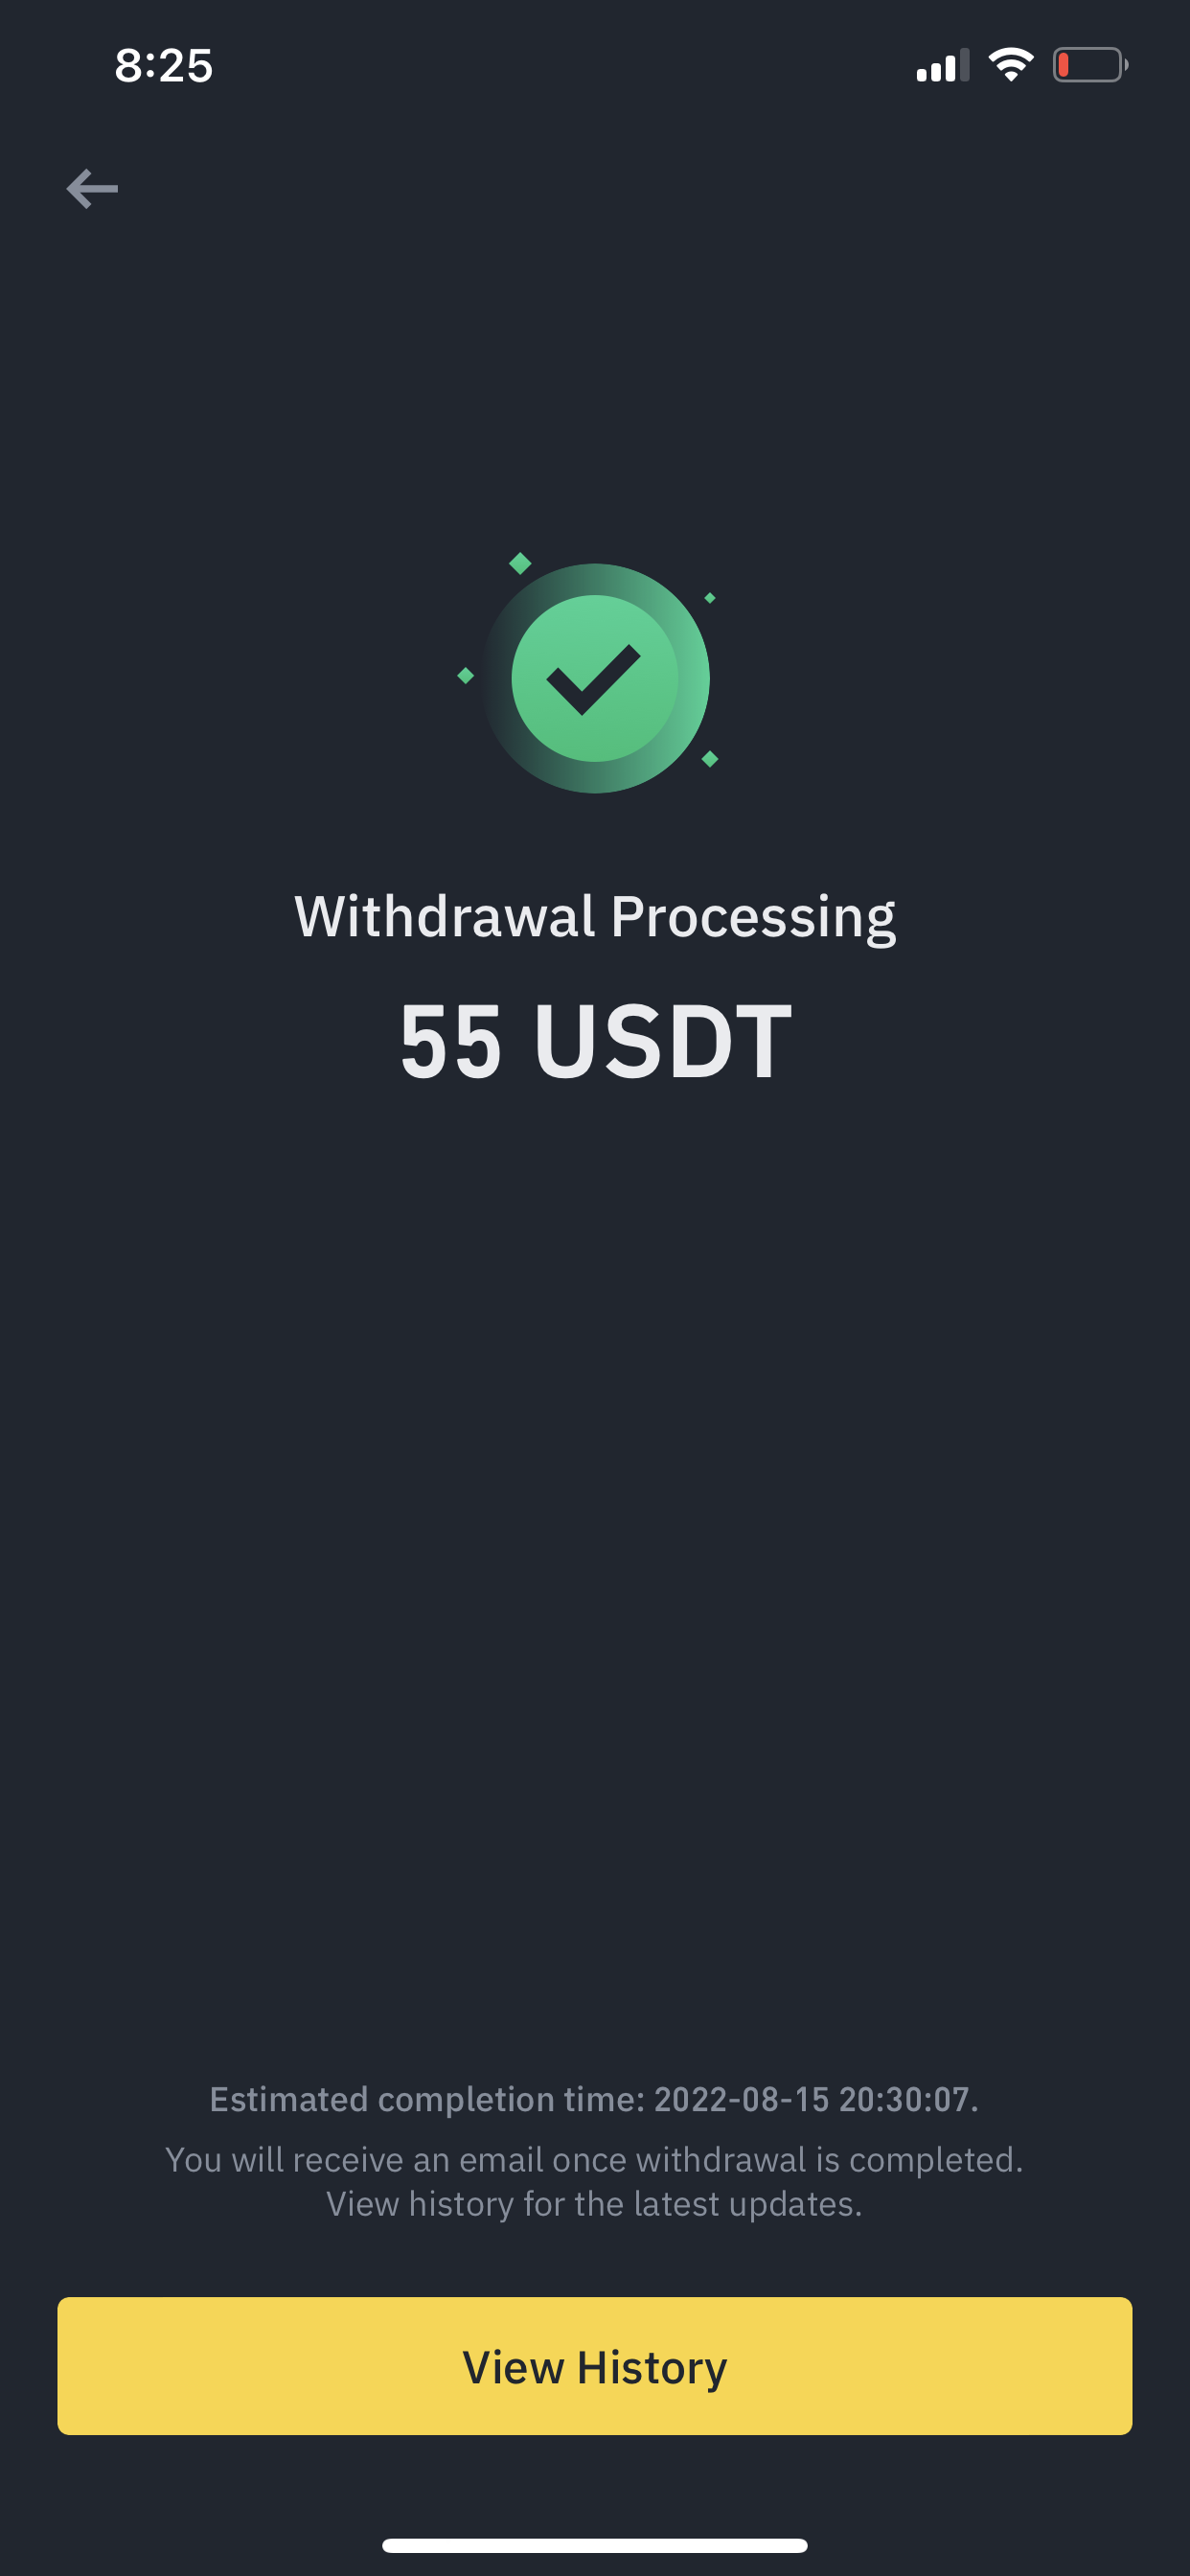 8:25
Withdrawal Processing
55 USDT
Estimated completion time: 2022-08-15 20:30:07.
You will receive an email once withdrawal is completed.
View history for the latest updates.
View History